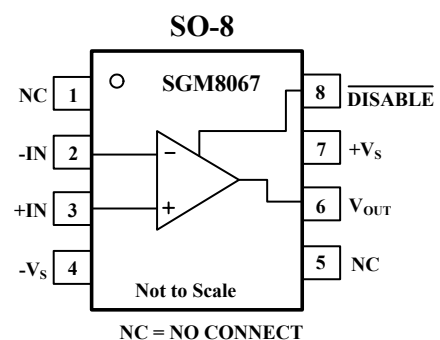 SO-8
SGM8067
NC 1
-IN 2
+IN 3
-VS 4
8 DISABLE
7 +VS
6 VOUT
5 NC
−
+
Not to Scale
NC = NO CONNECT